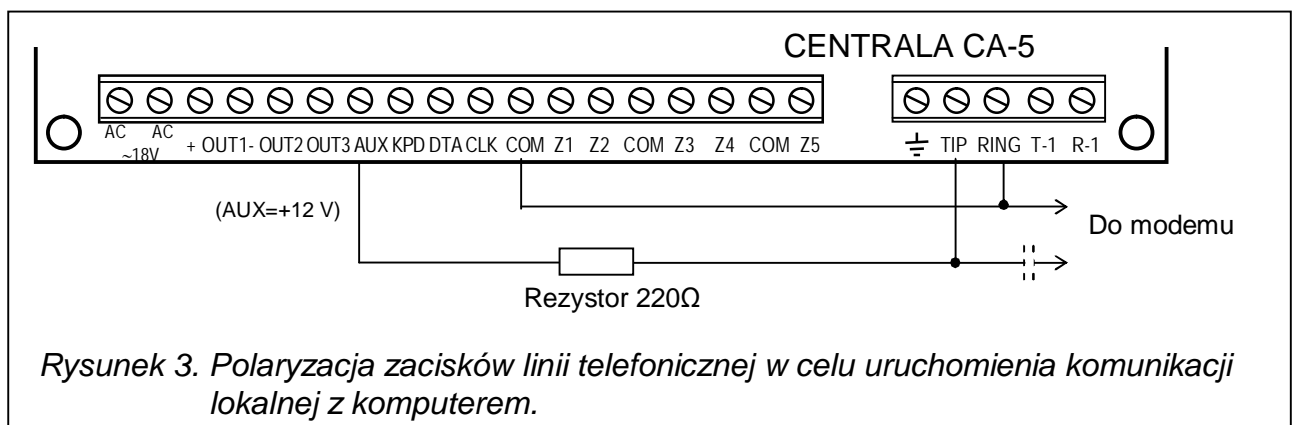 CENTRALA CA-5
AC AC + OUT1- OUT2 OUT3 AUX KPD DTA CLK COM Z1 Z2 COM Z3 Z4 COM Z5 TIP RING T-1 R-1
~18V
(AUX=+12 V)
Do modemu
Rezystor 220Ω
Rysunek 3. Polaryzacja zacisków linii telefonicznej w celu uruchomienia komunikacji
lokalnej z komputerem.